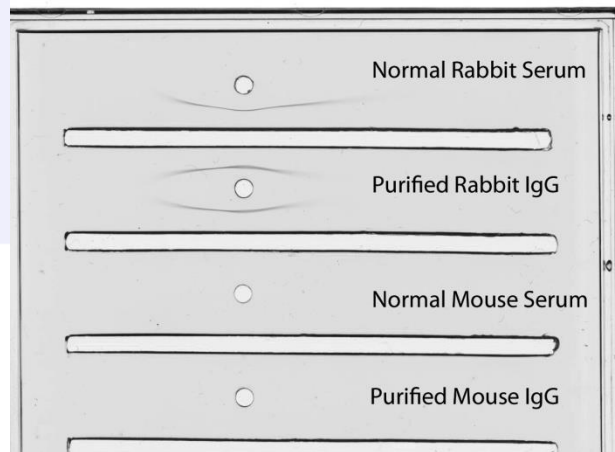 Normal Rabbit Serum
Purified Rabbit IgG
Normal Mouse Serum
Purified Mouse IgG